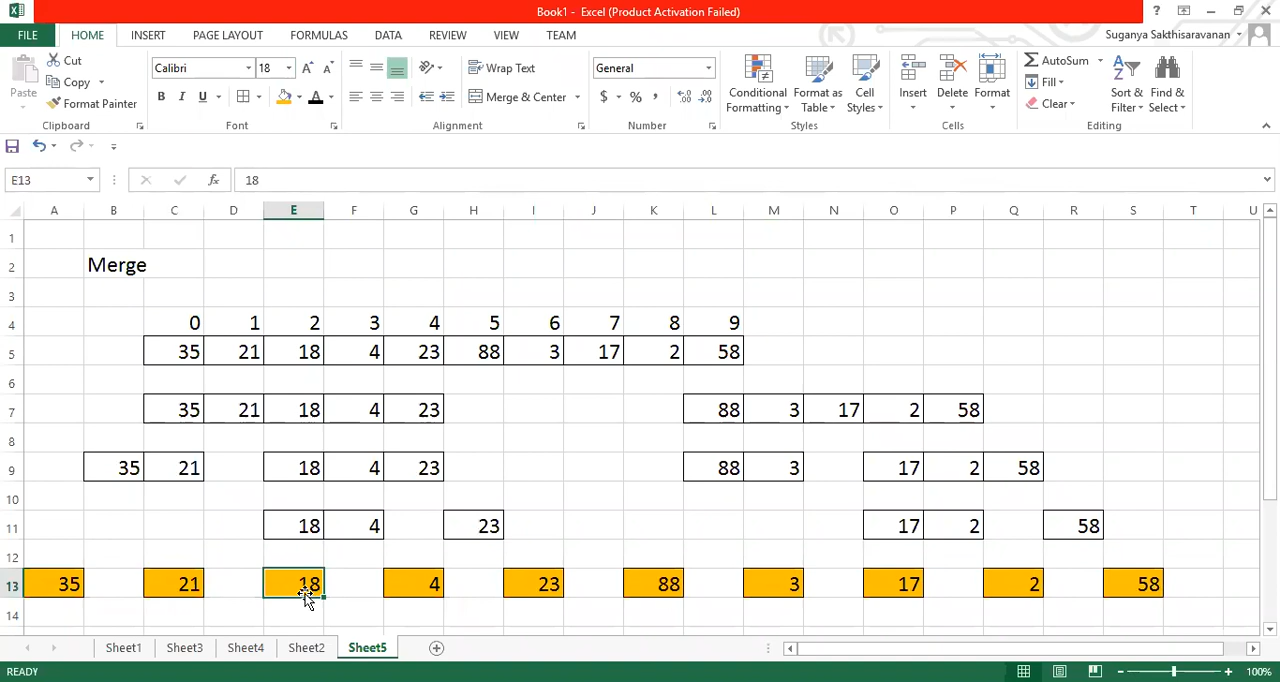 Book1 - Excel (Product Activation Failed)
FILE HOME INSERT PAGE LAYOUT FORMULAS DATA REVIEW VIEW TEAM Suganya Sakthisaravanan
Paste Cut Copy Format Painter Clipboard
Calibri 18 B I U A Font
Wrap Text Merge & Center Alignment
General $ % , Number
Conditional Formatting Format as Table Cell Styles Styles
Insert Delete Format Cells
AutoSum Fill Clear Sort & Filter Find & Select Editing
E13 fx 18
A B C D E F G H I J K L M N O P Q R S T U
1
2 Merge
3
4 0 1 2 3 4 5 6 7 8 9
5 35 21 18 4 23 88 3 17 2 58
6
7 35 21 18 4 23 88 3 17 2 58
8
9 35 21 18 4 23 88 3 17 2 58
10
11 18 4 23 17 2 58
12
13 35 21 18 4 23 88 3 17 2 58
14
Sheet1 Sheet3 Sheet4 Sheet2 Sheet5
READY 100%